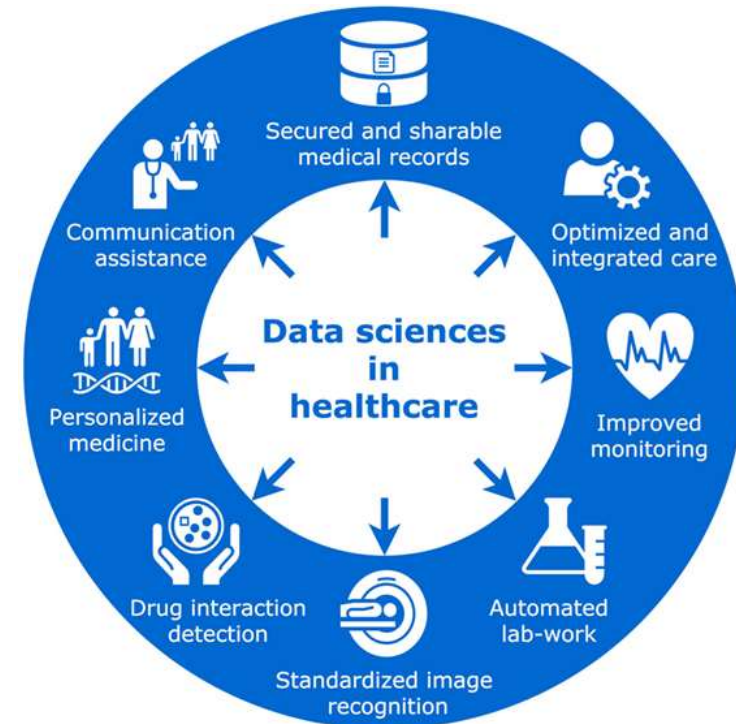 Secured and sharable
medical records
Optimized and
integrated care
Improved
monitoring
Automated
lab-work
Standardized image
recognition
Drug interaction
detection
Personalized
medicine
Communication
assistance
Data sciences
in
healthcare